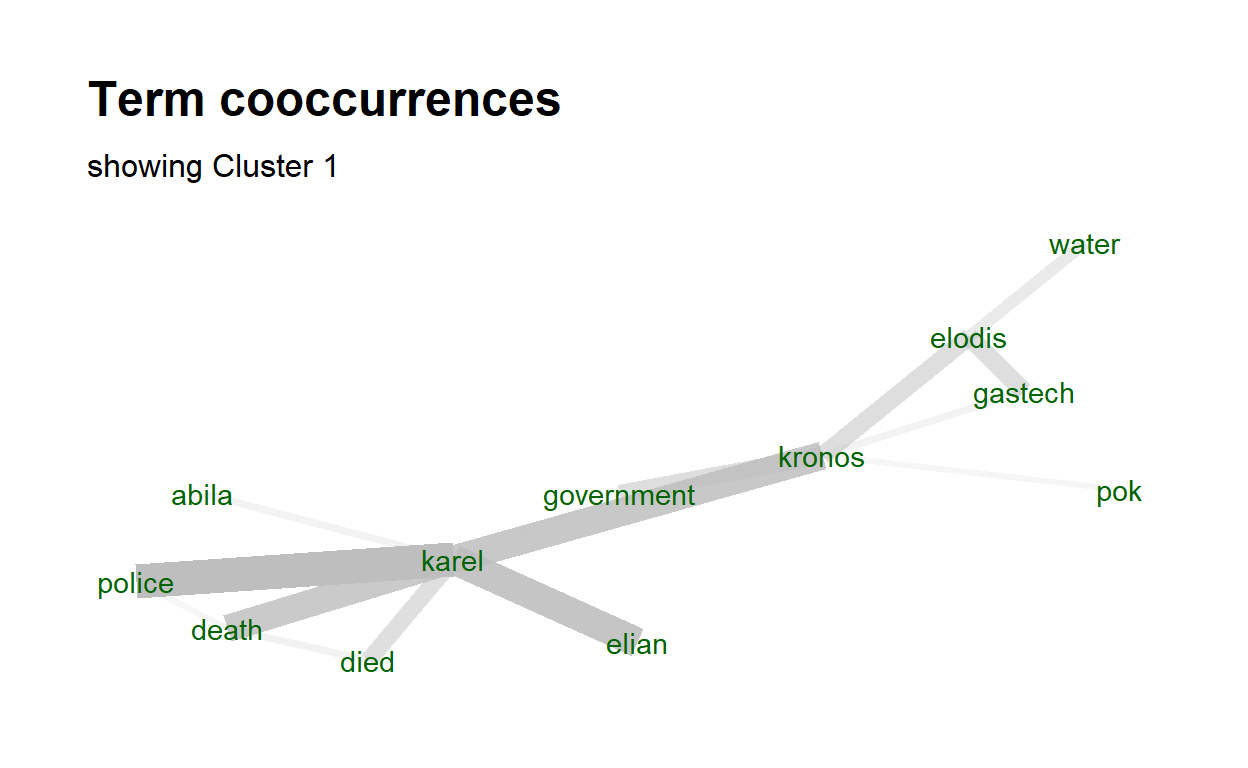 Term cooccurrences
showing Cluster 1
water
elodis
gastech
kronos
pok
abila
government
karel
police
death
elian
died